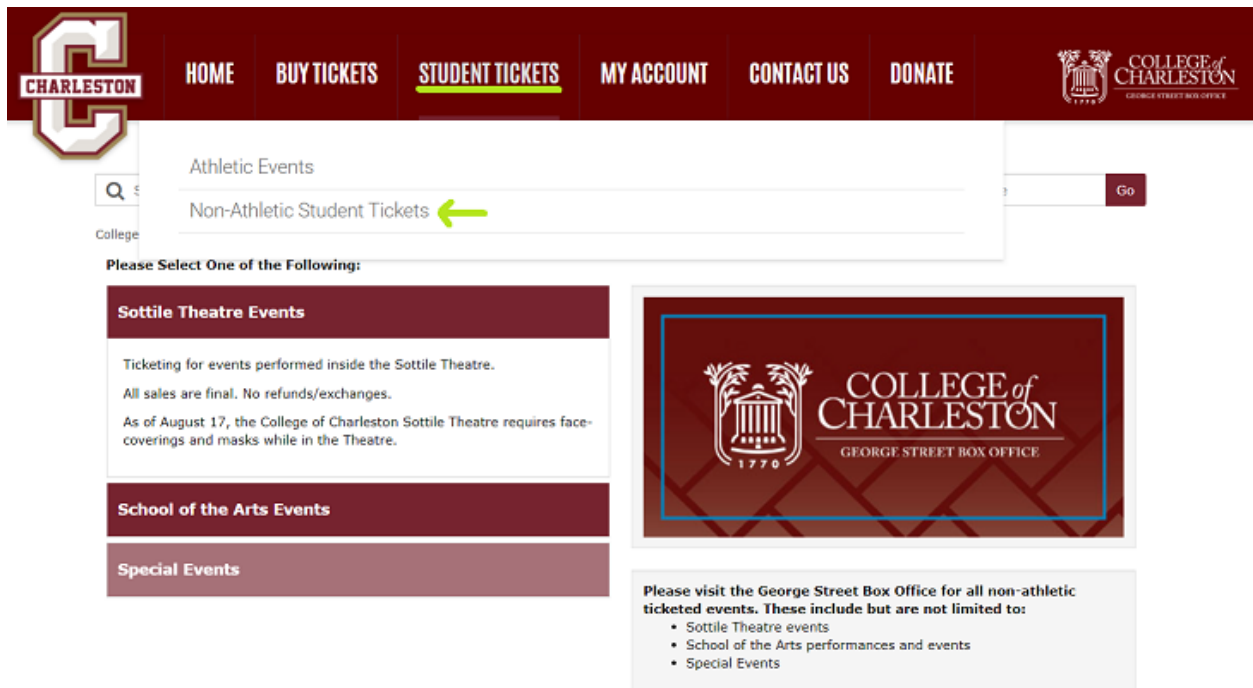 CHARLESTON
HOME BUY TICKETS STUDENT TICKETS MY ACCOUNT CONTACT US DONATE
COLLEGE of
CHARLESTON
GEORGE STREET BOX OFFICE
1770
Athletic Events
Non-Athletic Student Tickets
Go
College
Please Select One of the Following:
Sottile Theatre Events
Ticketing for events performed inside the Sottile Theatre.
All sales are final. No refunds/exchanges.
As of August 17, the College of Charleston Sottile Theatre requires face-
coverings and masks while in the Theatre.
School of the Arts Events
Special Events
COLLEGE of
CHARLESTON
GEORGE STREET BOX OFFICE
1770
Please visit the George Street Box Office for all non-athletic
ticketed events. These include but are not limited to:
• Sottile Theatre events
• School of the Arts performances and events
• Special Events